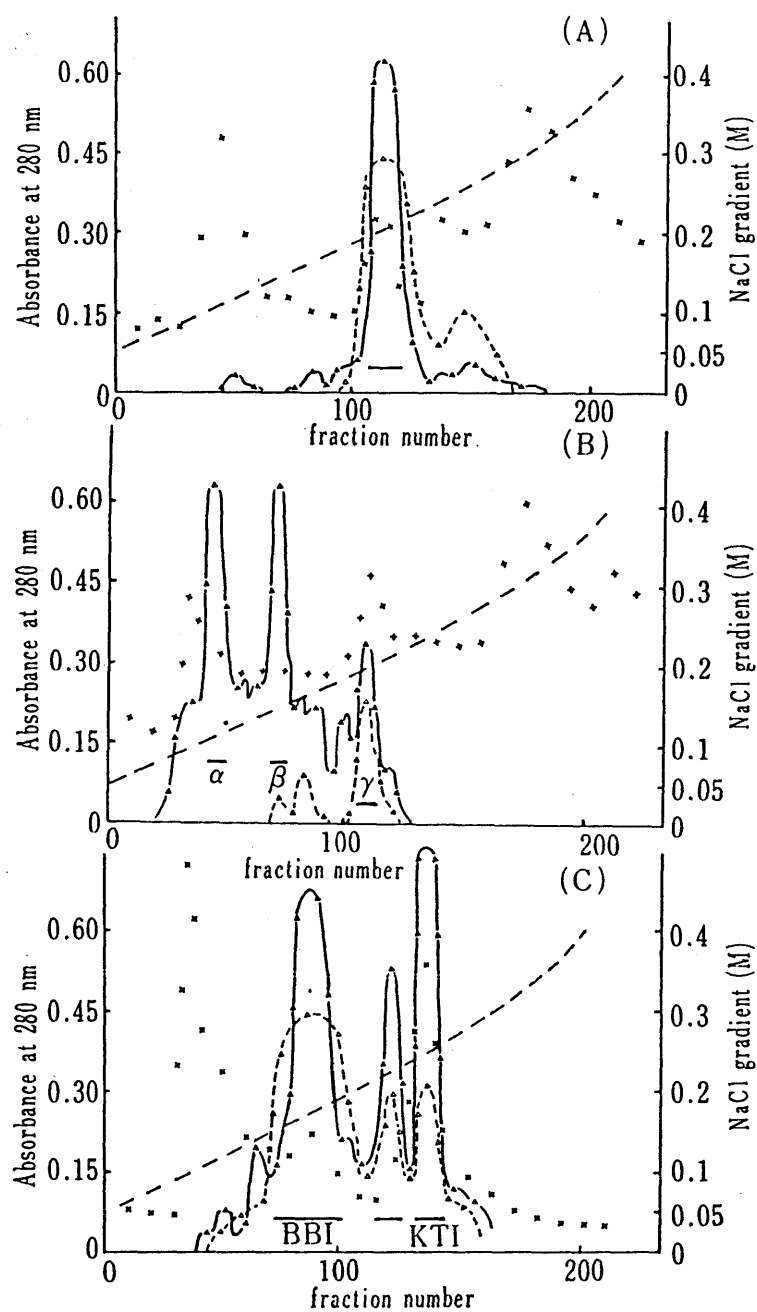 (A)
Absorbance at 280 nm
0.60
0.45
0.30
0.15
0
NaCl gradient (M)
0.4
0.3
0.2
0.1
0.05
0
0
100
200
fraction number
(B)
Absorbance at 280 nm
0.60
0.45
0.30
0.15
0
α
β
γ
NaCl gradient (M)
0.4
0.3
0.2
0.1
0.05
0
0
100
200
fraction number
(C)
Absorbance at 280 nm
0.60
0.45
0.30
0.15
0
BBI
KTI
NaCl gradient (M)
0.4
0.3
0.2
0.1
0.05
0
0
100
200
fraction number